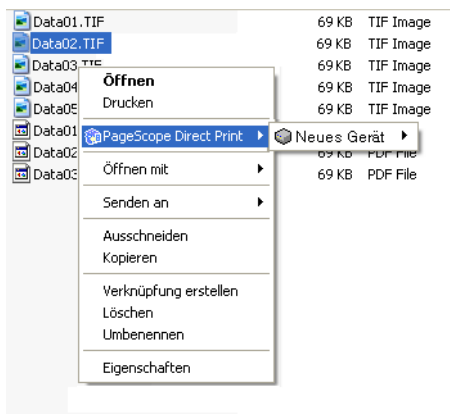 Data01.TIF 69 KB TIF Image
Data02.TIF 69 KB TIF Image
Data03.TIF 69 KB TIF Image
Data04 69 KB TIF Image
Data05 69 KB TIF Image
Data01
Data02 69 KB PDF File
Data03 69 KB PDF File
Öffnen
Drucken
PageScope Direct Print
Neues Gerät
Öffnen mit
Senden an
Ausschneiden
Kopieren
Verknüpfung erstellen
Löschen
Umbenennen
Eigenschaften